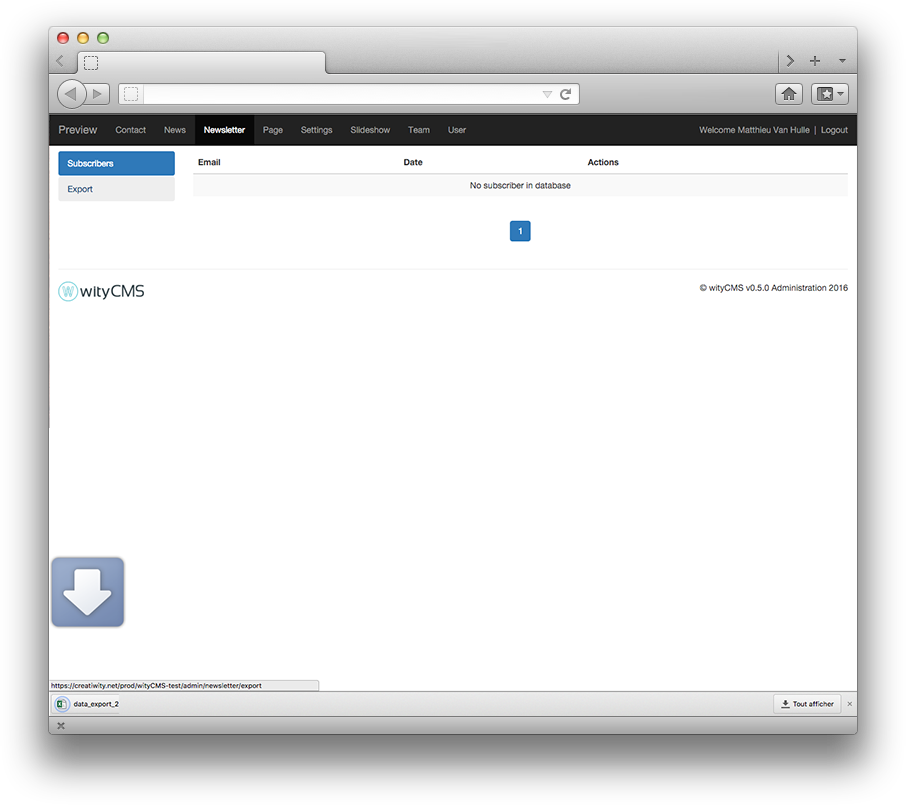 Preview Contact News Newsletter Page Settings Slideshow Team User Welcome Matthieu Van Hulle | Logout
Subscribers
Export
Email Date Actions
No subscriber in database
1
W wityCMS
© wityCMS v0.5.0 Administration 2016
https://creatiwity.net/prod/wityCMS-test/admin/newsletter/export
data_export_2
Tout afficher